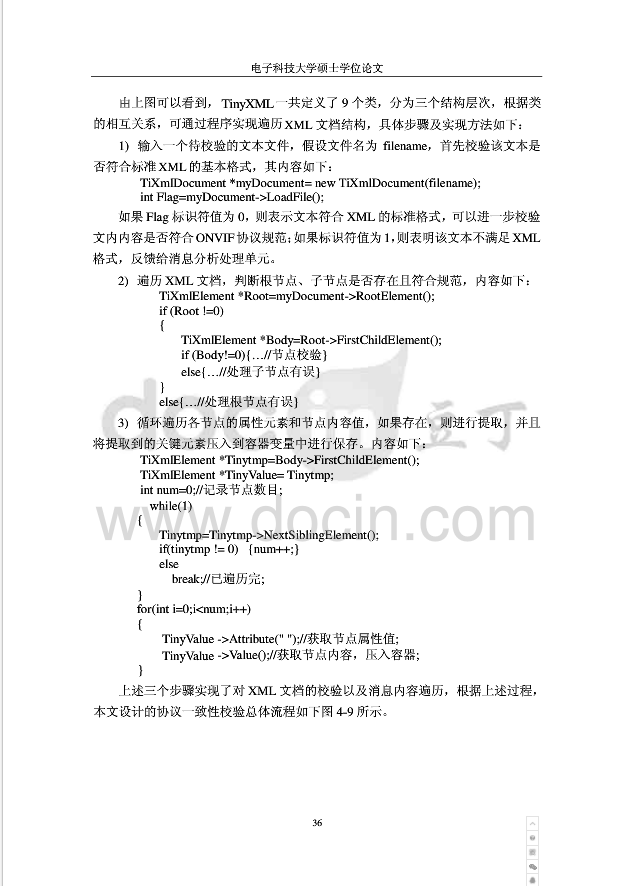 电子科技大学硕士学位论文
由上图可以看到，TinyXML一共定义了 9 个类，分为三个结构层次，根据类
的相互关系，可通过程序实现遍历XML 文档结构，具体步骤及实现方法如下：
1) 输入一个待校验的文本文件，假设文件名为 filename，首先校验该文本是
否符合标准XML的基本格式，其内容如下：
TiXmlDocument *myDocument= new TiXmlDocument(filename);
int Flag=myDocument->LoadFile();
如果 Flag 标识符值为 0，则表示文本符合 XML 的标准格式，可以进一步校验
文内内容是否符合ONVIF协议规范；如果标识符值为1，则表明该文本不满足XML
格式，反馈给消息分析处理单元。
2) 遍历 XML 文档，判断根节点、子节点是否存在且符合规范，内容如下：
TiXmlElement *Root=myDocument->RootElement();
if (Root !=0)
{
TiXmlElement *Body=Root->FirstChildElement();
if (Body!=0){…//节点校验}
else{…//处理子节点有误}
}
else{…//处理根节点有误}
3) 循环遍历各节点的属性元素和节点内容值，如果存在，则进行提取，并且
将提取到的关键元素压入到容器变量中进行保存。内容如下：
TiXmlElement *Tinytmp=Body->FirstChildElement();
TiXmlElement *TinyValue= Tinytmp;
int num=0;//记录节点数目;
while(1)
{
Tinytmp=Tinytmp->NextSiblingElement();
if(tinytmp != 0) {num++;}
else
break;//已遍历完;
}
for(int i=0;i<num;i++)
{
TinyValue ->Attribute(" ");//获取节点属性值;
TinyValue ->Value();//获取节点内容，压入容器;
}
上述三个步骤实现了对 XML 文档的校验以及消息内容遍历，根据上述过程，
本文设计的协议一致性校验总体流程如下图 4-9 所示。
36
豆丁
www.docin.com